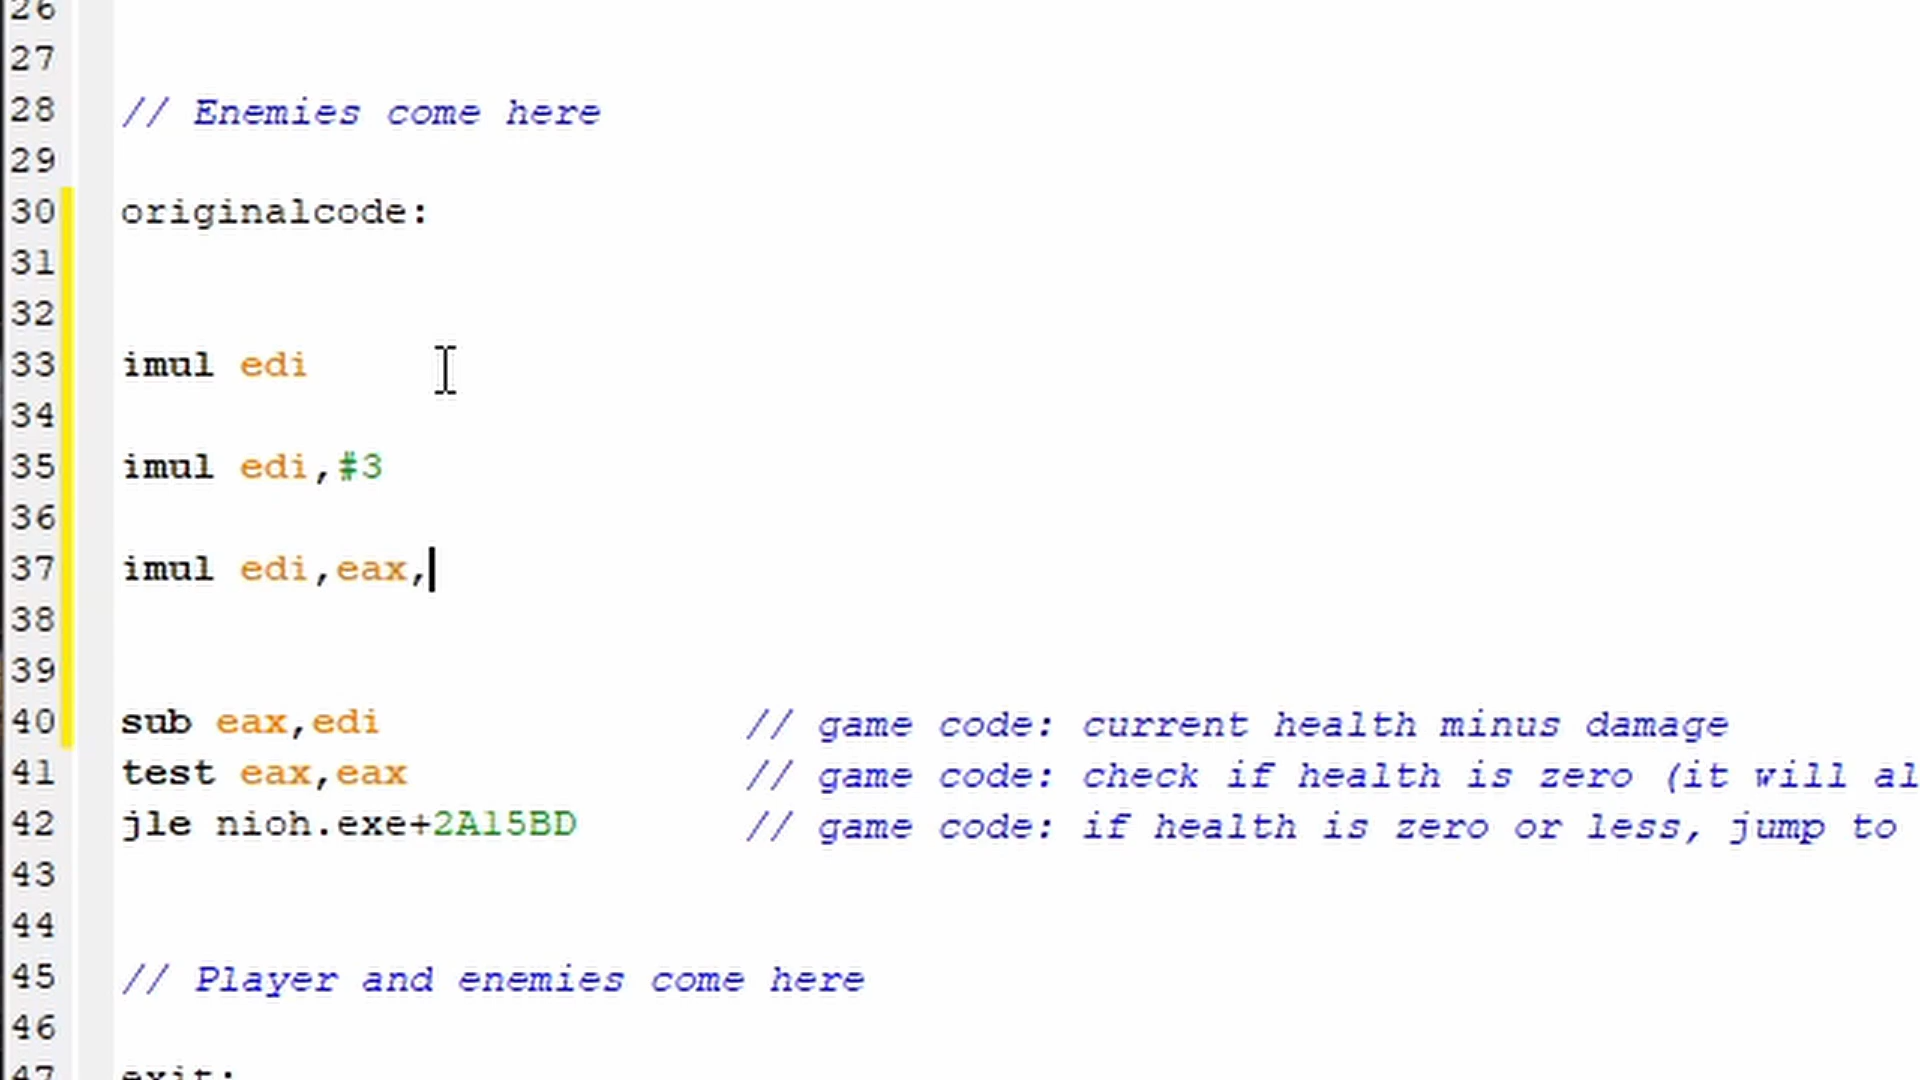 26
27
28 // Enemies come here
29
30 originalcode:
31
32
33 imul edi
34
35 imul edi,#3
36
37 imul edi,eax,
38
39
40 sub eax,edi // game code: current health minus damage
41 test eax,eax // game code: check if health is zero (it will al
42 jle nioh.exe+2A15BD // game code: if health is zero or less, jump to
43
44
45 // Player and enemies come here
46
47 exit: